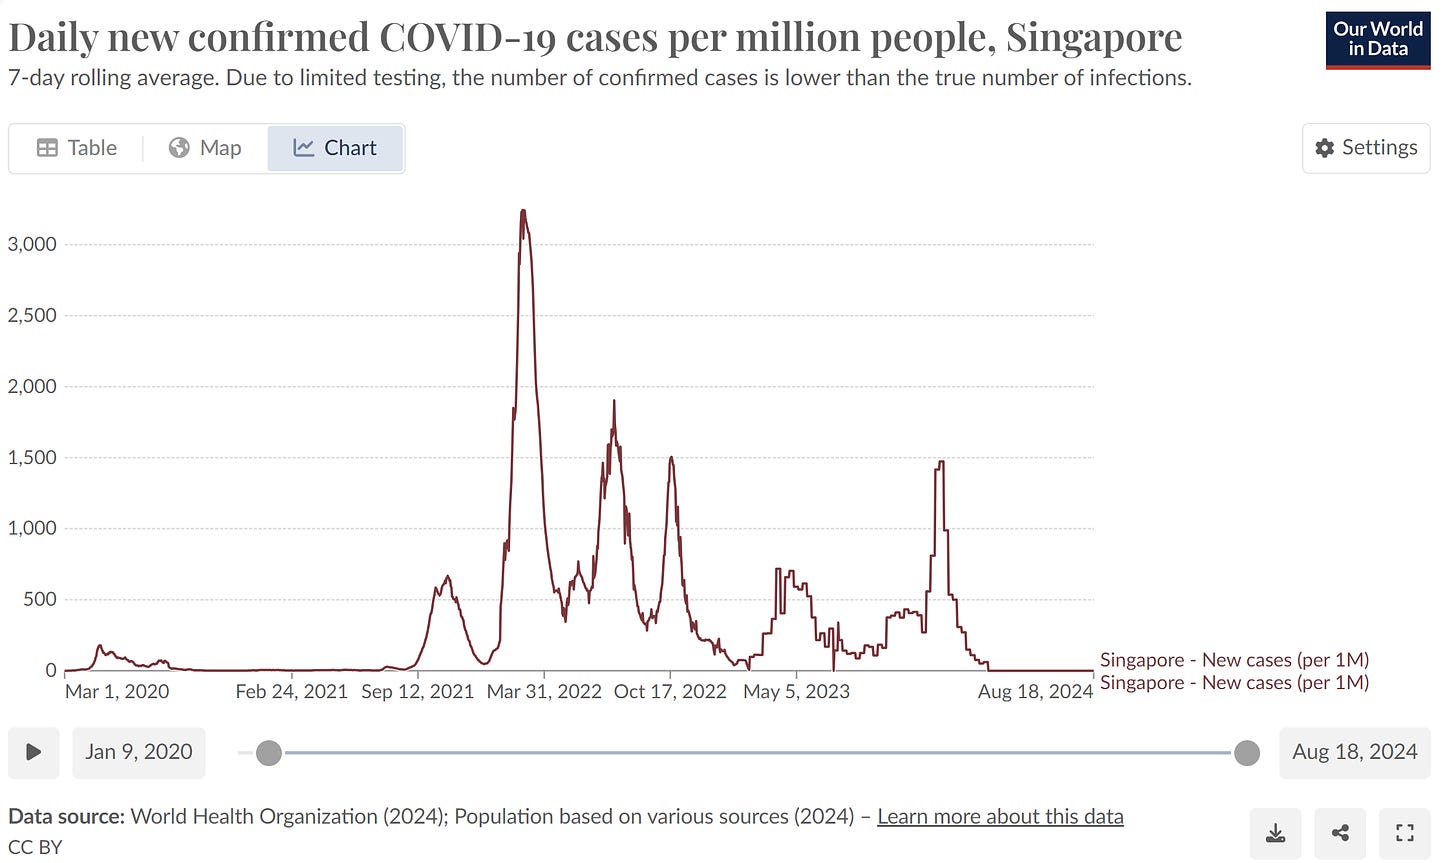 Daily new confirmed COVID-19 cases per million people, Singapore
Our World
in Data
7-day rolling average. Due to limited testing, the number of confirmed cases is lower than the true number of infections.
Table
Map
Chart
Settings
3,000
2,500
2,000
1,500
1,000
500
0
Singapore - New cases (per 1M)
Singapore - New cases (per 1M)
Mar 1, 2020
Feb 24, 2021
Sep 12, 2021
Mar 31, 2022
Oct 17, 2022
May 5, 2023
Aug 18, 2024
Jan 9, 2020
Aug 18, 2024
Data source: World Health Organization (2024); Population based on various sources (2024) – Learn more about this data
CC BY